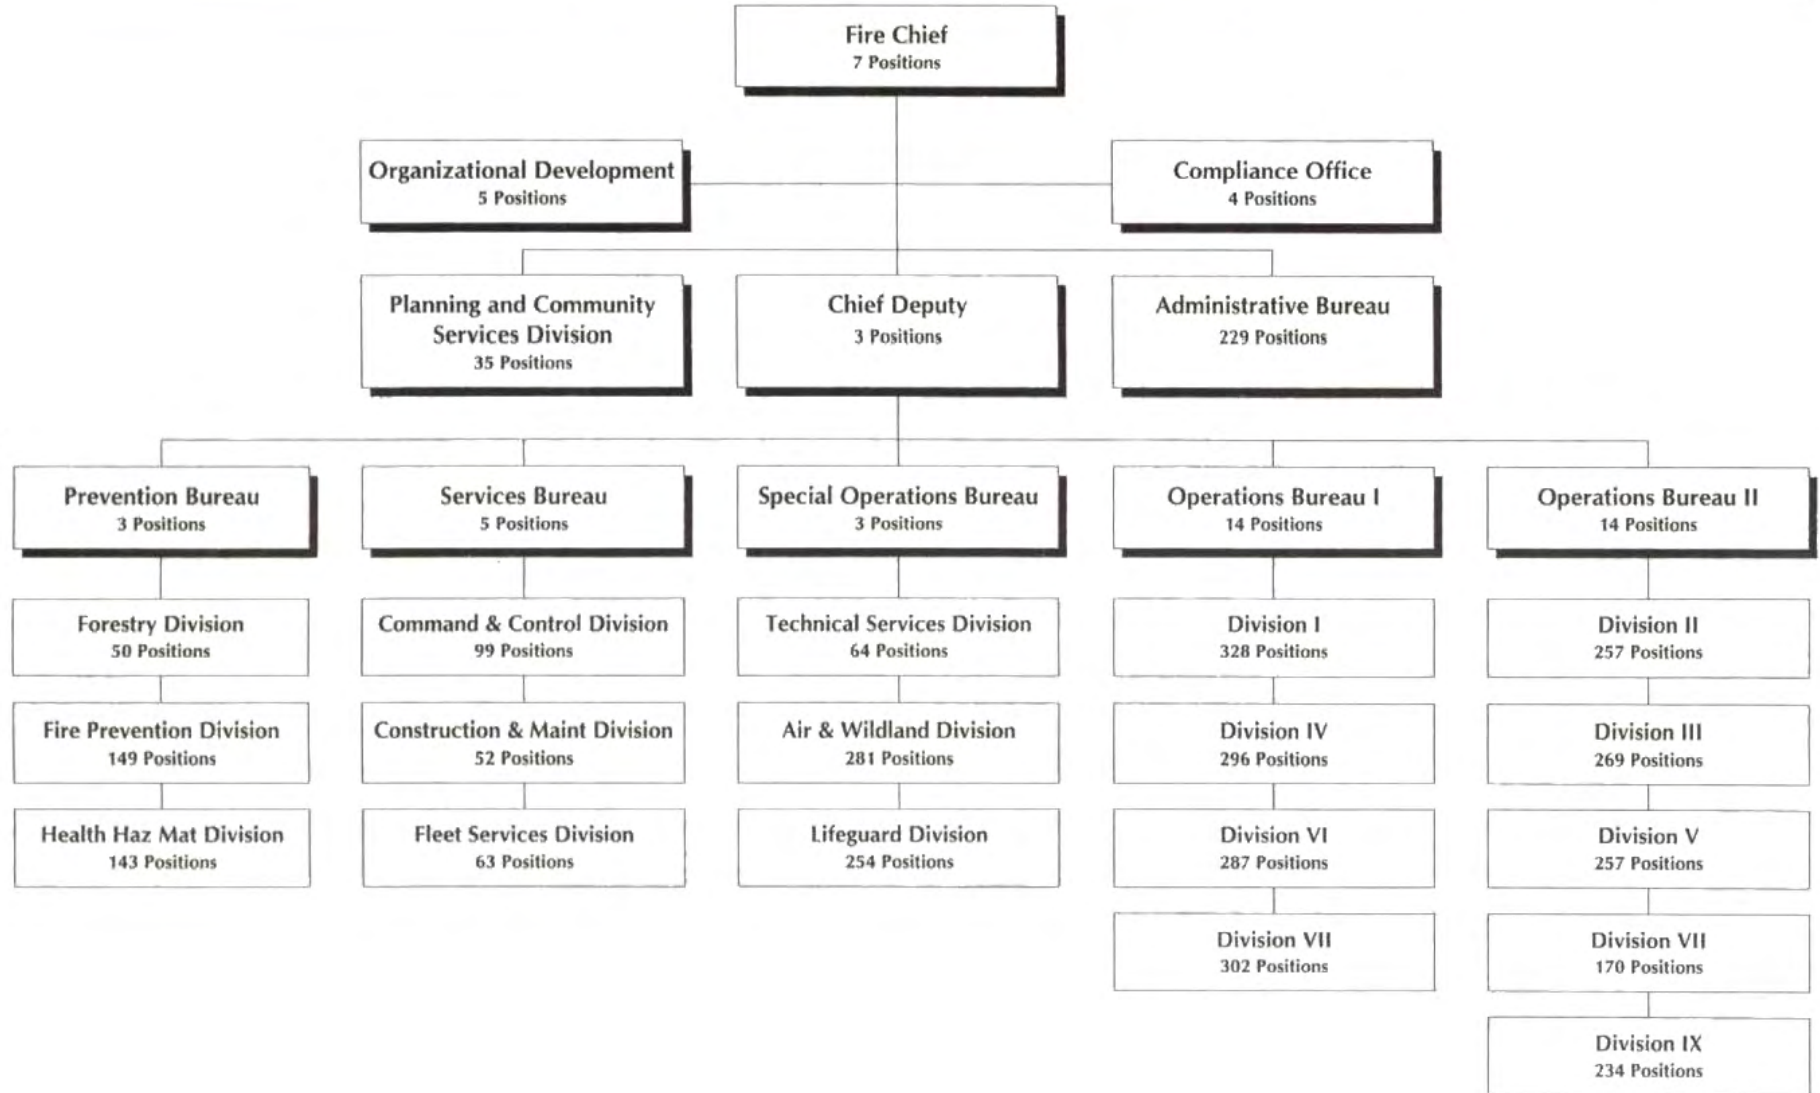 Fire Chief
7 Positions
Organizational Development
5 Positions
Compliance Office
4 Positions
Planning and Community
Services Division
35 Positions
Chief Deputy
3 Positions
Administrative Bureau
229 Positions
Prevention Bureau
3 Positions
Services Bureau
5 Positions
Special Operations Bureau
3 Positions
Operations Bureau I
14 Positions
Operations Bureau II
14 Positions
Forestry Division
50 Positions
Command & Control Division
99 Positions
Technical Services Division
64 Positions
Division I
328 Positions
Division II
257 Positions
Fire Prevention Division
149 Positions
Construction & Maint Division
52 Positions
Air & Wildland Division
281 Positions
Division IV
296 Positions
Division III
269 Positions
Health Haz Mat Division
143 Positions
Fleet Services Division
63 Positions
Lifeguard Division
254 Positions
Division VI
287 Positions
Division V
257 Positions
Division VII
302 Positions
Division VII
170 Positions
Division IX
234 Positions